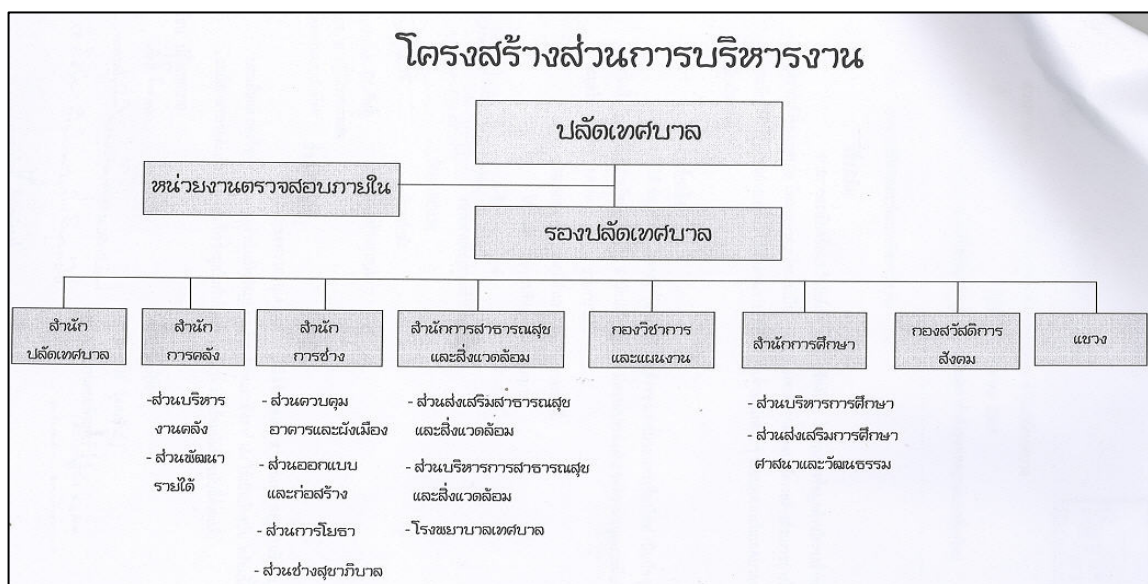 โครงสร้างส่วนการบริหารงาน
ปลัดเทศบาล
หน่วยงานตรวจสอบภายใน
รองปลัดเทศบาล
สำนัก
ปลัดเทศบาล
สำนัก
การคลัง
-ส่วนบริหาร
งานคลัง
-ส่วนพัฒนา
รายได้
สำนัก
การช่าง
- ส่วนควบคุม
อาคารและผังเมือง
-ส่วนออกแบบ
และก่อสร้าง
-ส่วนการโยธา
-ส่วนช่างสุขาภิบาล
สำนักการสาธารณสุข
และสิ่งแวดล้อม
-ส่วนส่งเสริมสาธารณสุข
และสิ่งแวดล้อม
-ส่วนบริหารการสาธารณสุข
และสิ่งแวดล้อม
-โรงพยาบาลเทศบาล
กองวิชาการ
และแผนงาน
สำนักการศึกษา
- ส่วนบริหารการศึกษา
- ส่วนส่งเสริมการศึกษา
ศาสนาและวัฒนธรรม
กองสวัสดิการ
สังคม
แขวง